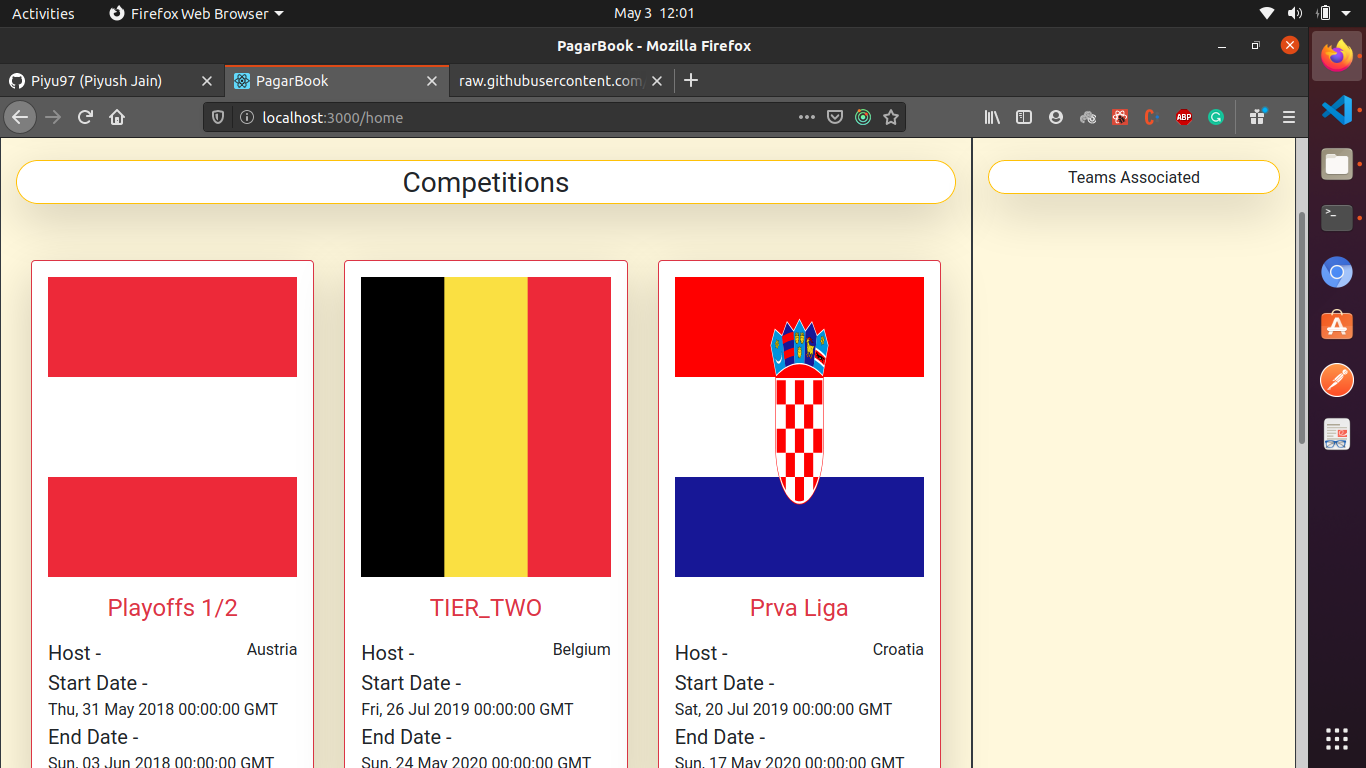 Activities
Firefox Web Browser
May 3 12:01
PagarBook - Mozilla Firefox
Piyu97 (Piyush Jain)
PagarBook
raw.githubusercontent.com
localhost:3000/home
ABP
Competitions
Teams Associated
Playoffs 1/2
Host -
Austria
Start Date -
Thu, 31 May 2018 00:00:00 GMT
End Date -
Sun, 03 Jun 2018 00:00:00 GMT
TIER_TWO
Host -
Belgium
Start Date -
Fri, 26 Jul 2019 00:00:00 GMT
End Date -
Sun, 24 May 2020 00:00:00 GMT
Prva Liga
Host -
Croatia
Start Date -
Sat, 20 Jul 2019 00:00:00 GMT
End Date -
Sun, 17 May 2020 00:00:00 GMT